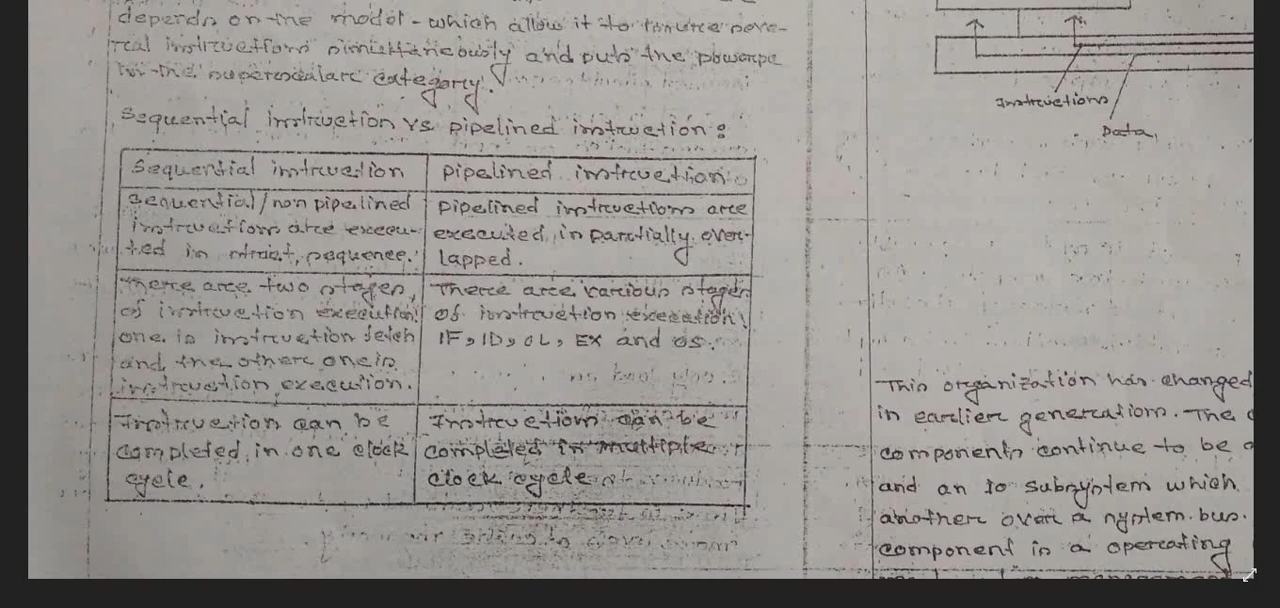 depends on the model - which allow it to
ral instructions simultaneously and puts the
in the superscalar category.
Sequential instruction vs pipelined instruction :
Sequential instruction
Sequential/non pipelined
instructions are execu-
ted in strict, sequence.
There are two stages,
of instruction execution
one is instruction fetch
and the other one is
instruction execution.
Instruction can be
completed in one clock
cycle.
Pipelined instruction
Pipelined instructions are
executed in partially over-
lapped.
There are various stages
of instruction execution
IF, ID, OL, EX and OS.
Instructions can be
completed in multiple
clock cycle
Instructions
Data
This organization has changed
in earlier generations. The
components continue to be
and an IO subsystem which
another over a system bus.
component is a operating